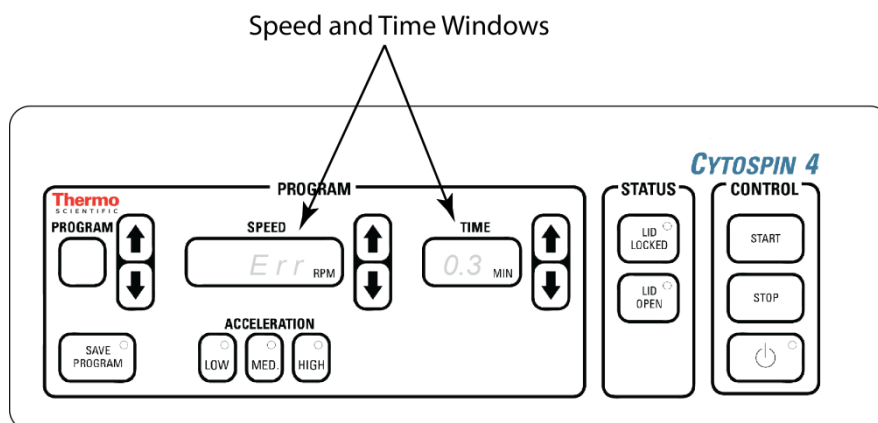 Speed and Time Windows
CYTOSPIN 4
PROGRAM
STATUS
CONTROL
Thermo
SCIENTIFIC
PROGRAM
SPEED
TIME
Err RPM
0.3 MIN
LID
LOCKED
START
LID
OPEN
STOP
ACCELERATION
SAVE
PROGRAM
LOW
MED.
HIGH